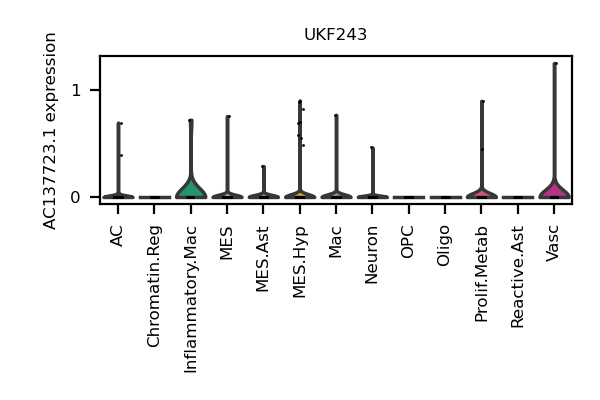 UKF243
AC137723.1 expression
1
0
AC
Chromatin.Reg
Inflammatory.Mac
MES
MES.Ast
MES.Hyp
Mac
Neuron
OPC
Oligo
Prolif.Metab
Reactive.Ast
Vasc